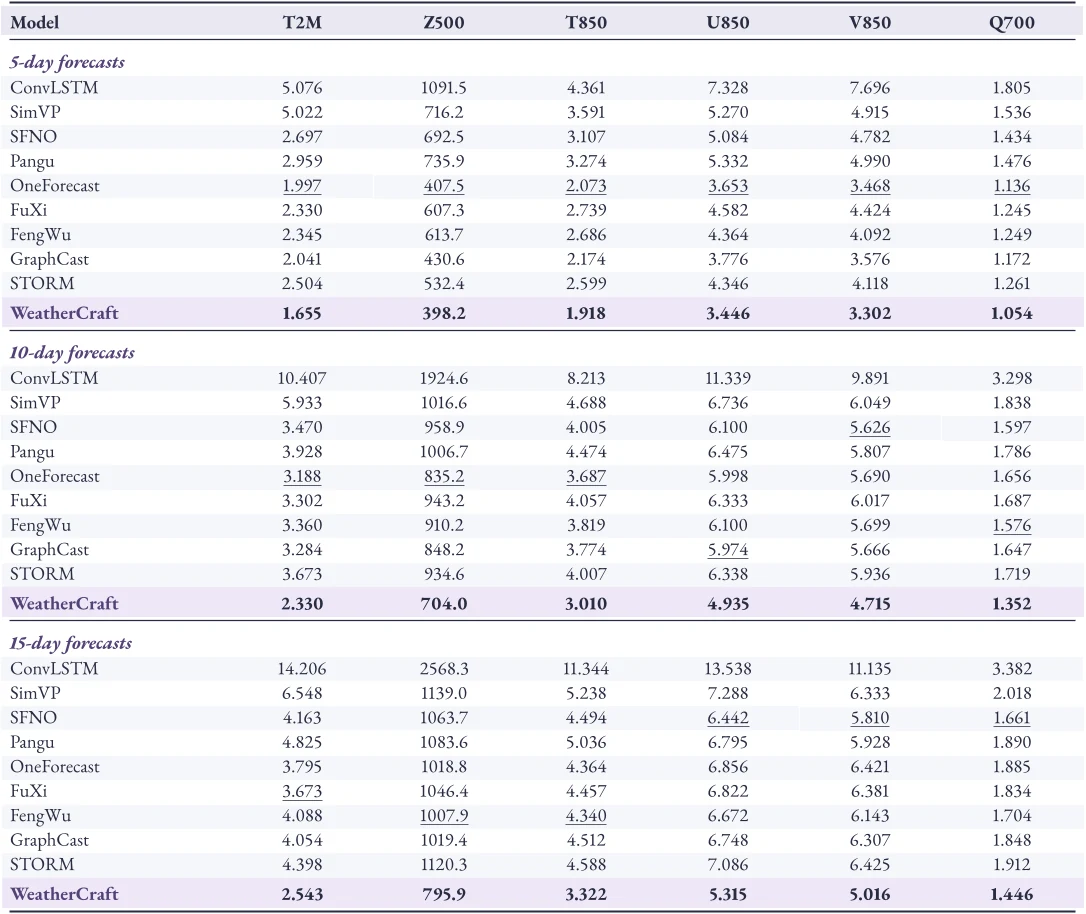 Model T2M Z500 T850 U850 V850 Q700
5-day forecasts
ConvLSTM 5.076 1091.5 4.361 7.328 7.696 1.805
SimVP 5.022 716.2 3.591 5.270 4.915 1.536
SFNO 2.697 692.5 3.107 5.084 4.782 1.434
Pangu 2.959 735.9 3.274 5.332 4.990 1.476
OneForecast 1.997 407.5 2.073 3.653 3.468 1.136
FuXi 2.330 607.3 2.739 4.582 4.424 1.245
FengWu 2.345 613.7 2.686 4.364 4.092 1.249
GraphCast 2.041 430.6 2.174 3.776 3.576 1.172
STORM 2.504 532.4 2.599 4.346 4.118 1.261
WeatherCraft 1.655 398.2 1.918 3.446 3.302 1.054
10-day forecasts
ConvLSTM 10.407 1924.6 8.213 11.339 9.891 3.298
SimVP 5.933 1016.6 4.688 6.736 6.049 1.838
SFNO 3.470 958.9 4.005 6.100 5.626 1.597
Pangu 3.928 1006.7 4.474 6.475 5.807 1.786
OneForecast 3.188 835.2 3.687 5.998 5.690 1.656
FuXi 3.302 943.2 4.057 6.333 6.017 1.687
FengWu 3.360 910.2 3.819 6.100 5.699 1.576
GraphCast 3.284 848.2 3.774 5.974 5.666 1.647
STORM 3.673 934.6 4.007 6.338 5.936 1.719
WeatherCraft 2.330 704.0 3.010 4.935 4.715 1.352
15-day forecasts
ConvLSTM 14.206 2568.3 11.344 13.538 11.135 3.382
SimVP 6.548 1139.0 5.238 7.288 6.333 2.018
SFNO 4.163 1063.7 4.494 6.442 5.810 1.661
Pangu 4.825 1083.6 5.036 6.795 5.928 1.890
OneForecast 3.795 1018.8 4.364 6.856 6.421 1.885
FuXi 3.673 1046.4 4.457 6.822 6.381 1.834
FengWu 4.088 1007.9 4.340 6.672 6.143 1.704
GraphCast 4.054 1019.4 4.512 6.748 6.307 1.848
STORM 4.398 1120.3 4.588 7.086 6.425 1.912
WeatherCraft 2.543 795.9 3.322 5.315 5.016 1.446